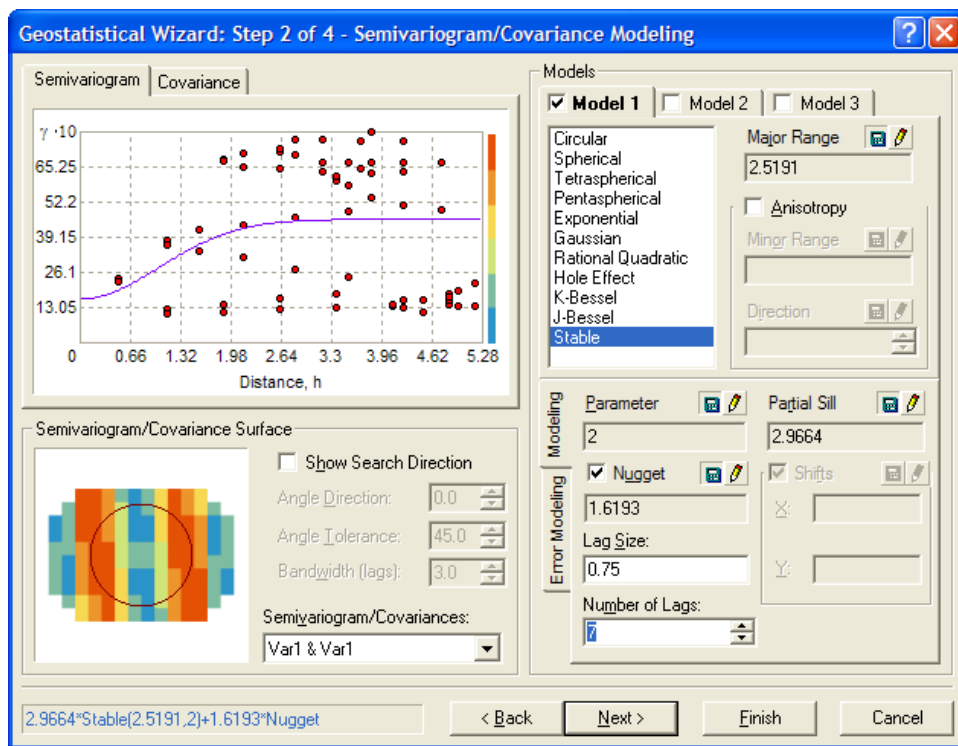 Geostatistical Wizard: Step 2 of 4 - Semivariogram/Covariance Modeling
Semivariogram
Covariance
γ ·10
65.25
52.2
39.15
26.1
13.05
0 0.66 1.32 1.98 2.64 3.3 3.96 4.62 5.28
Distance, h
Semivariogram/Covariance Surface
Show Search Direction
Angle Direction: 0.0
Angle Tolerance: 45.0
Bandwidth (lags): 3.0
Semivariogram/Covariances:
Var1 & Var1
Models
Model 1
Model 2
Model 3
Circular
Spherical
Tetraspherical
Pentaspherical
Exponential
Gaussian
Rational Quadratic
Hole Effect
K-Bessel
J-Bessel
Stable
Major Range
2.5191
Anisotropy
Minor Range
Direction
Modeling
Error Modeling
Parameter
2
Partial Sill
2.9664
Nugget
1.6193
Shifts
X:
Y:
Lag Size:
0.75
Number of Lags:
7
2.9664*Stable(2.5191,2)+1.6193*Nugget
< Back
Next >
Finish
Cancel